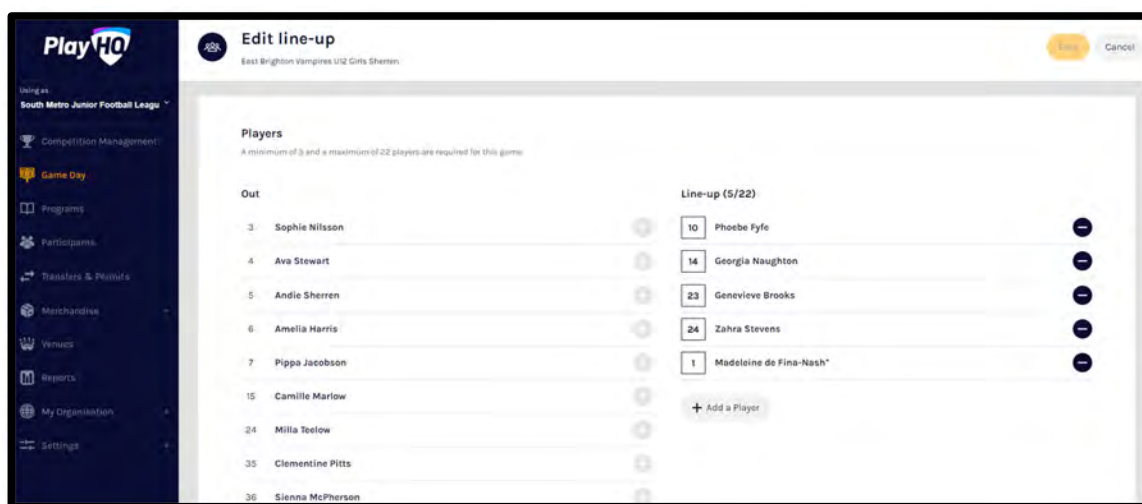 PlayHQ
Edit line-up
East Brighton Vampires U12 Girls Sherren
Save
Cancel
Using as
South Metro Junior Football Leagu
Competition Management
Game Day
Programs
Participants
Transfers & Permits
Merchandise
Venues
Reports
My Organisation
Settings
Players
A minimum of 3 and a maximum of 22 players are required for this game.
Out
3 Sophie Nilsson
4 Ava Stewart
5 Andie Sherren
6 Amelia Harris
7 Pippa Jacobson
15 Camille Marlow
24 Milla Teelow
35 Clementine Pitts
36 Sienna McPherson
Line-up (5/22)
10 Phoebe Fyfe
14 Georgia Naughton
23 Genevieve Brooks
24 Zahra Stevens
1 Madeleine de Fina-Nash*
+ Add a Player